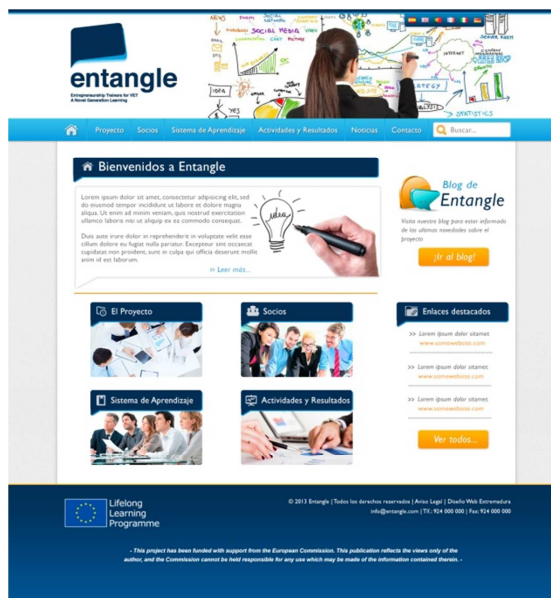 NEWS
SOCIAL MEDIA
INTERNET
IDEA
YES
STRATEGY
STATISTICS
entangle
Entrepreneurship Trainers for VET
A Novel Generation Learning
Proyecto Socios Sistema de Aprendizaje Actividades y Resultados Noticias Contacto Buscar...
Bienvenidos a Entangle
Lorem ipsum dolor sit amet, consectetur adipisicing elit, sed
do eiusmod tempor incididunt ut labore et dolore magna
aliqua. Ut enim ad minim veniam, quis nostrud exercitation
ullamco laboris nisi ut aliquip ex ea commodo consequat.
Duis aute irure dolor in reprehenderit in voluptate velit esse
cillum dolore eu fugiat nulla pariatur. Excepteur sint occaecat
cupidatat non proident, sunt in culpa qui officia deserunt mollit
anim id est laborum.
>> Leer más...
idea
Blog de
Entangle
Visita nuestro blog para estar informado
de las ultimas novedades sobre el
proyecto
¡Ir al blog!
El Proyecto
Socios
Sistema de Aprendizaje
Actividades y Resultados
Enlaces destacados
>> Lorem ipsum dolor sitamet.
www.somewebsite.com
>> Lorem ipsum dolor sitamet.
www.somewebsite.com
>> Lorem ipsum dolor sitamet.
www.somewebsite.com
Ver todos...
Lifelong
Learning
Programme
© 2013 Entangle | Todos los derechos reservados | Aviso Legal | Diseño Web Extremadura
info@entangle.com | Tlf.: 924 000 000 | Fax: 924 000 000
- This project has been funded with support from the European Commission. This publication reflects the views only of the
author, and the Commission cannot be held responsible for any use which may be made of the information contained therein. -